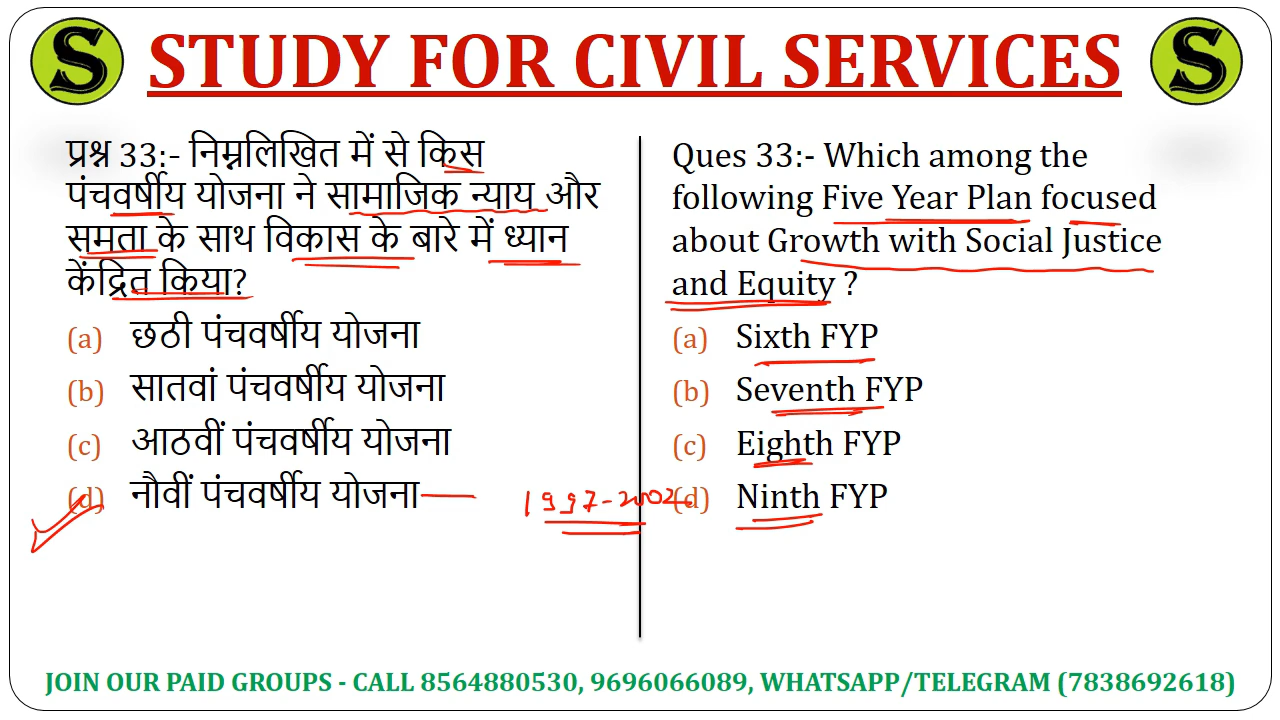 S STUDY FOR CIVIL SERVICES S
प्रश्न 33:- निम्नलिखित में से किस
पंचवर्षीय योजना ने सामाजिक न्याय और
समता के साथ विकास के बारे में ध्यान
केंद्रित किया?
(a) छठी पंचवर्षीय योजना
(b) सातवां पंचवर्षीय योजना
(c) आठवीं पंचवर्षीय योजना
(d) नौवीं पंचवर्षीय योजना
1997-2002
Ques 33:- Which among the
following Five Year Plan focused
about Growth with Social Justice
and Equity ?
(a) Sixth FYP
(b) Seventh FYP
(c) Eighth FYP
(d) Ninth FYP
JOIN OUR PAID GROUPS - CALL 8564880530, 9696066089, WHATSAPP/TELEGRAM (7838692618)